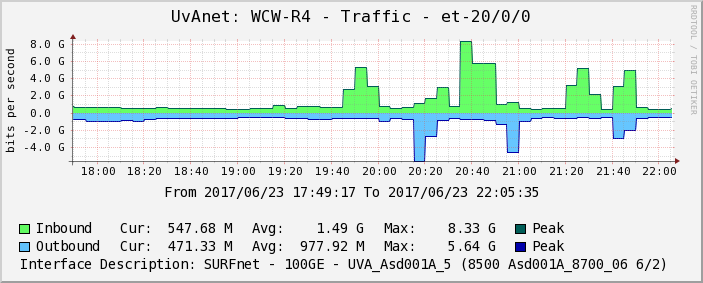 UvAnet: WCW-R4 - Traffic - et-20/0/0
RRDTOOL / TOBI OETIKER
bits per second
8.0 G
6.0 G
4.0 G
2.0 G
0.0
-2.0 G
-4.0 G
18:00 18:20 18:40 19:00 19:20 19:40 20:00 20:20 20:40 21:00 21:20 21:40 22:00
From 2017/06/23 17:49:17 To 2017/06/23 22:05:35
Inbound Cur: 547.68 M Avg: 1.49 G Max: 8.33 G Peak
Outbound Cur: 471.33 M Avg: 977.92 M Max: 5.64 G Peak
Interface Description: SURFnet - 100GE - UVA_Asd001A_5 (8500 Asd001A_8700_06 6/2)